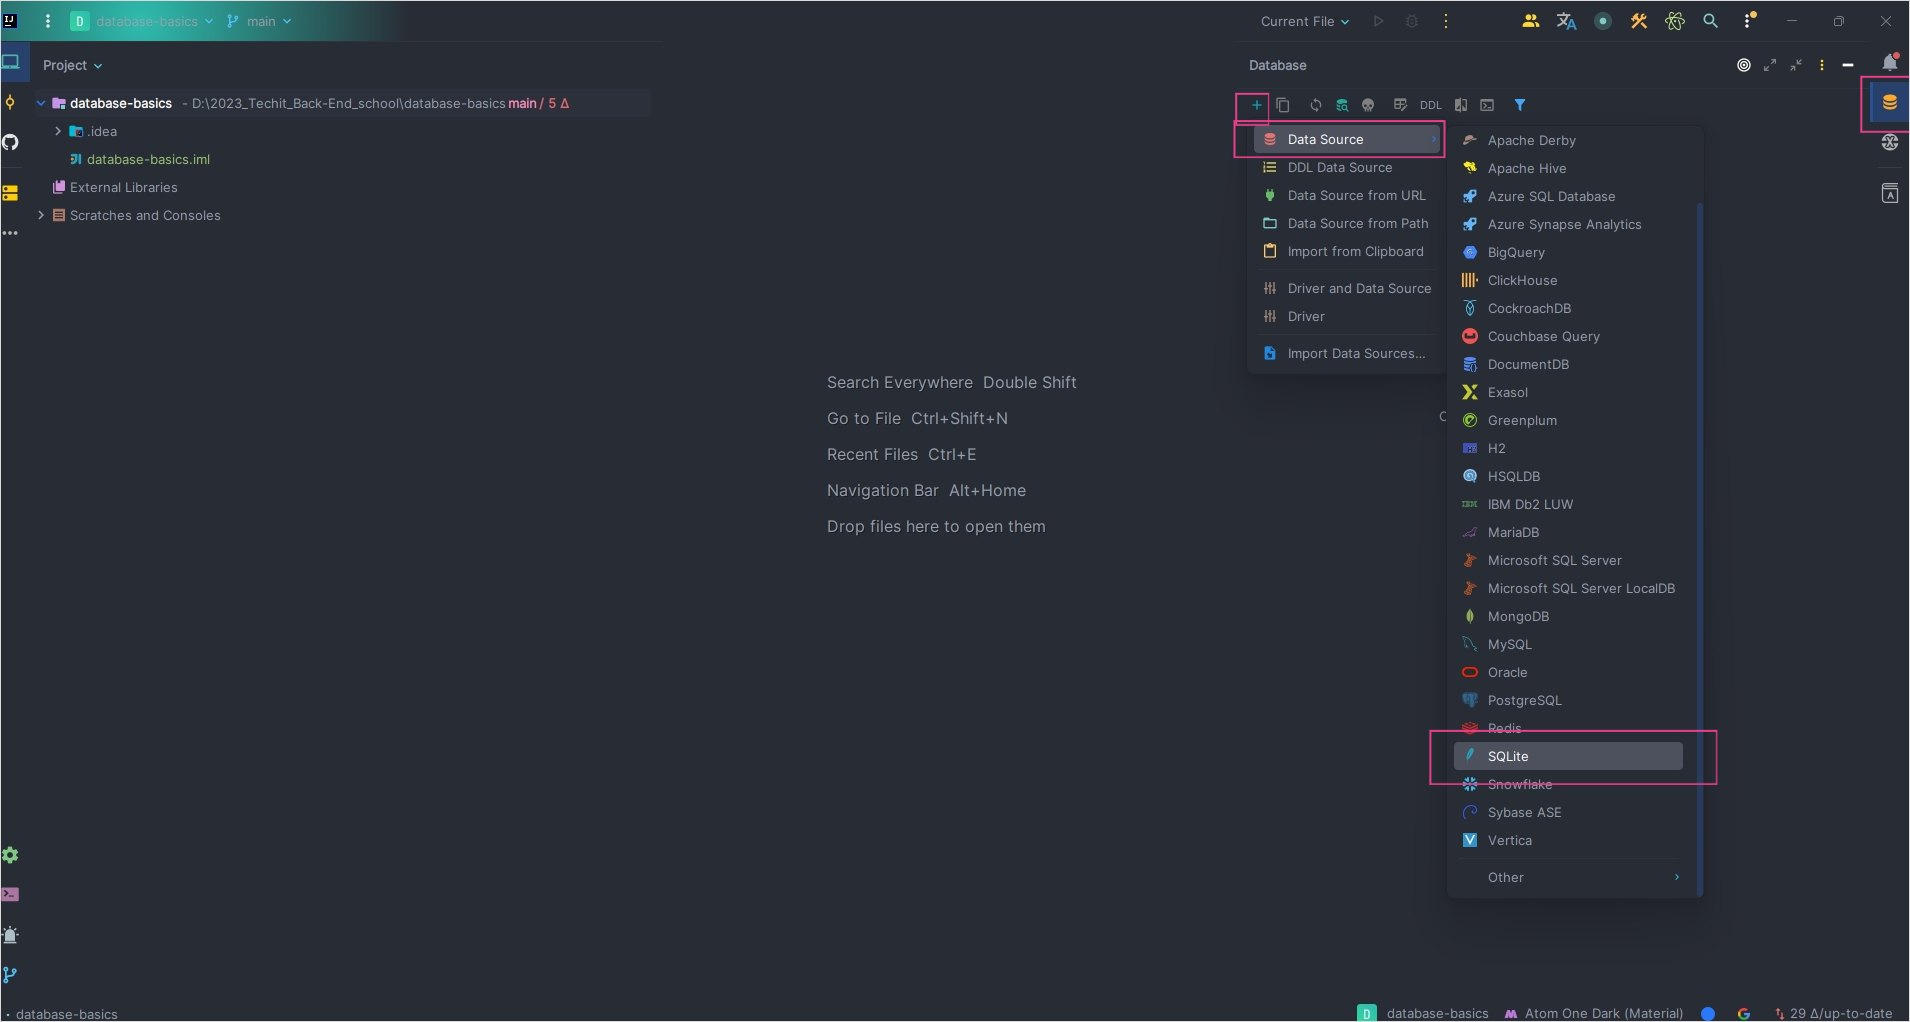 IJ
D database-basics main
Current File
Project
Database
database-basics - D:\2023_Techit_Back-End_school\database-basics main / 5 Δ
.idea
database-basics.iml
External Libraries
Scratches and Consoles
DDL
Data Source
DDL Data Source
Data Source from URL
Data Source from Path
Import from Clipboard
Driver and Data Source
Driver
Import Data Sources...
Apache Derby
Apache Hive
Azure SQL Database
Azure Synapse Analytics
BigQuery
ClickHouse
CockroachDB
Couchbase Query
DocumentDB
Exasol
Greenplum
H2
HSQLDB
IBM Db2 LUW
MariaDB
Microsoft SQL Server
Microsoft SQL Server LocalDB
MongoDB
MySQL
Oracle
PostgreSQL
Redis
SQLite
Snowflake
Sybase ASE
Vertica
Other
Search Everywhere Double Shift
Go to File Ctrl+Shift+N
Recent Files Ctrl+E
Navigation Bar Alt+Home
Drop files here to open them
database-basics
D database-basics
Atom One Dark (Material)
29 Δ/up-to-date